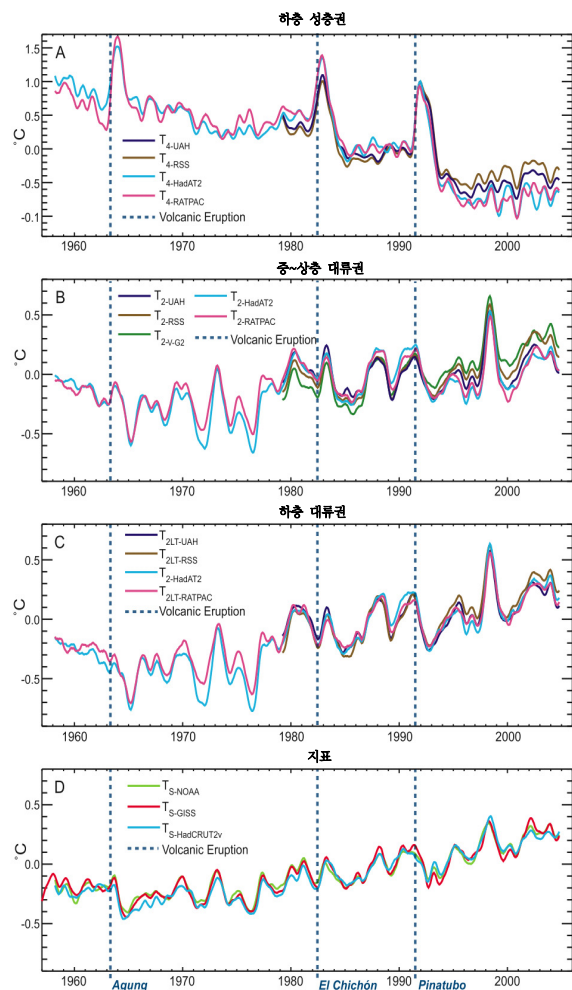 하층 성층권
A
°C
1.5
1.0
0.5
0.0
-0.5
-0.1
T4-UAH
T4-RSS
T4-HadAT2
T4-RATPAC
Volcanic Eruption
1960 1970 1980 1990 2000
중~상층 대류권
B
°C
0.5
0.0
-0.5
T2-UAH T2-HadAT2
T2-RSS T2-RATPAC
T2-V-G2 Volcanic Eruption
1960 1970 1980 1990 2000
하층 대류권
C
°C
0.5
0.0
-0.5
T2LT-UAH
T2LT-RSS
T2-HadAT2
T2LT-RATPAC
Volcanic Eruption
1960 1970 1980 1990 2000
지표
D
°C
0.5
0.0
-0.5
TS-NOAA
TS-GISS
TS-HadCRUT2v
Volcanic Eruption
1960 1970 1980 1990 2000
Agung El Chichón Pinatubo